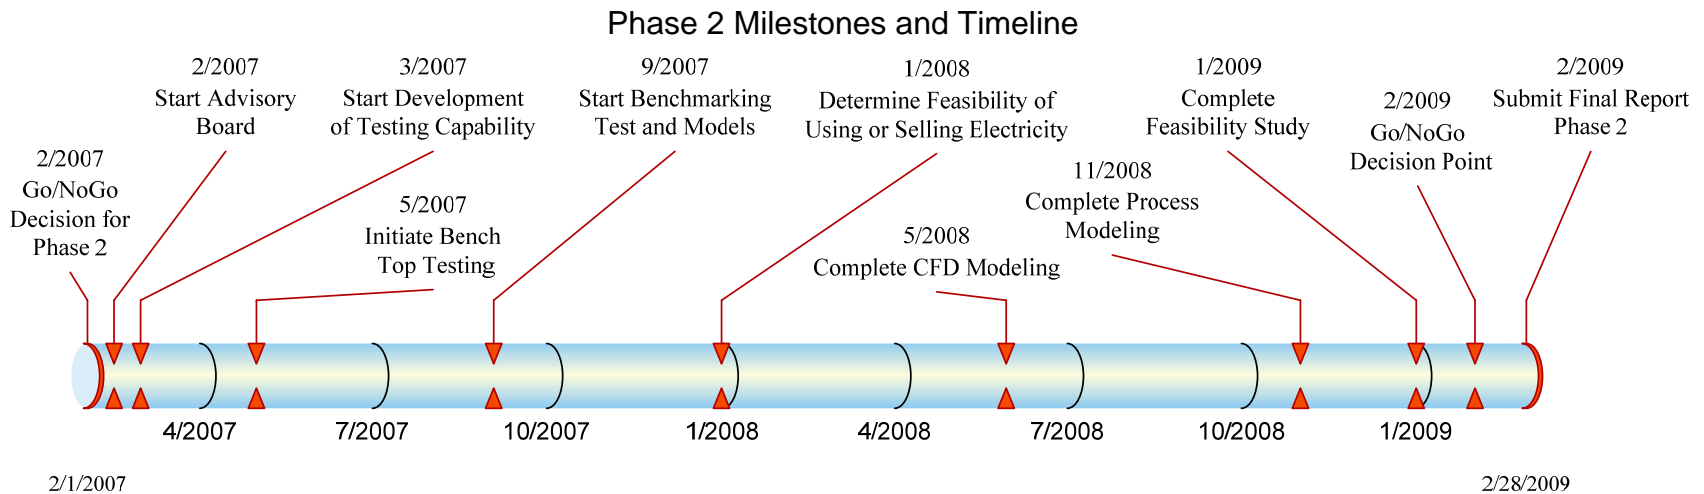 Phase 2 Milestones and Timeline
2/2007
Go/NoGo
Decision for
Phase 2
2/2007
Start Advisory
Board
3/2007
Start Development
of Testing Capability
5/2007
Initiate Bench
Top Testing
9/2007
Start Benchmarking
Test and Models
1/2008
Determine Feasibility of
Using or Selling Electricity
5/2008
Complete CFD Modeling
11/2008
Complete Process
Modeling
1/2009
Complete
Feasibility Study
2/2009
Go/NoGo
Decision Point
2/2009
Submit Final Report
Phase 2
4/2007
7/2007
10/2007
1/2008
4/2008
7/2008
10/2008
1/2009
2/1/2007
2/28/2009